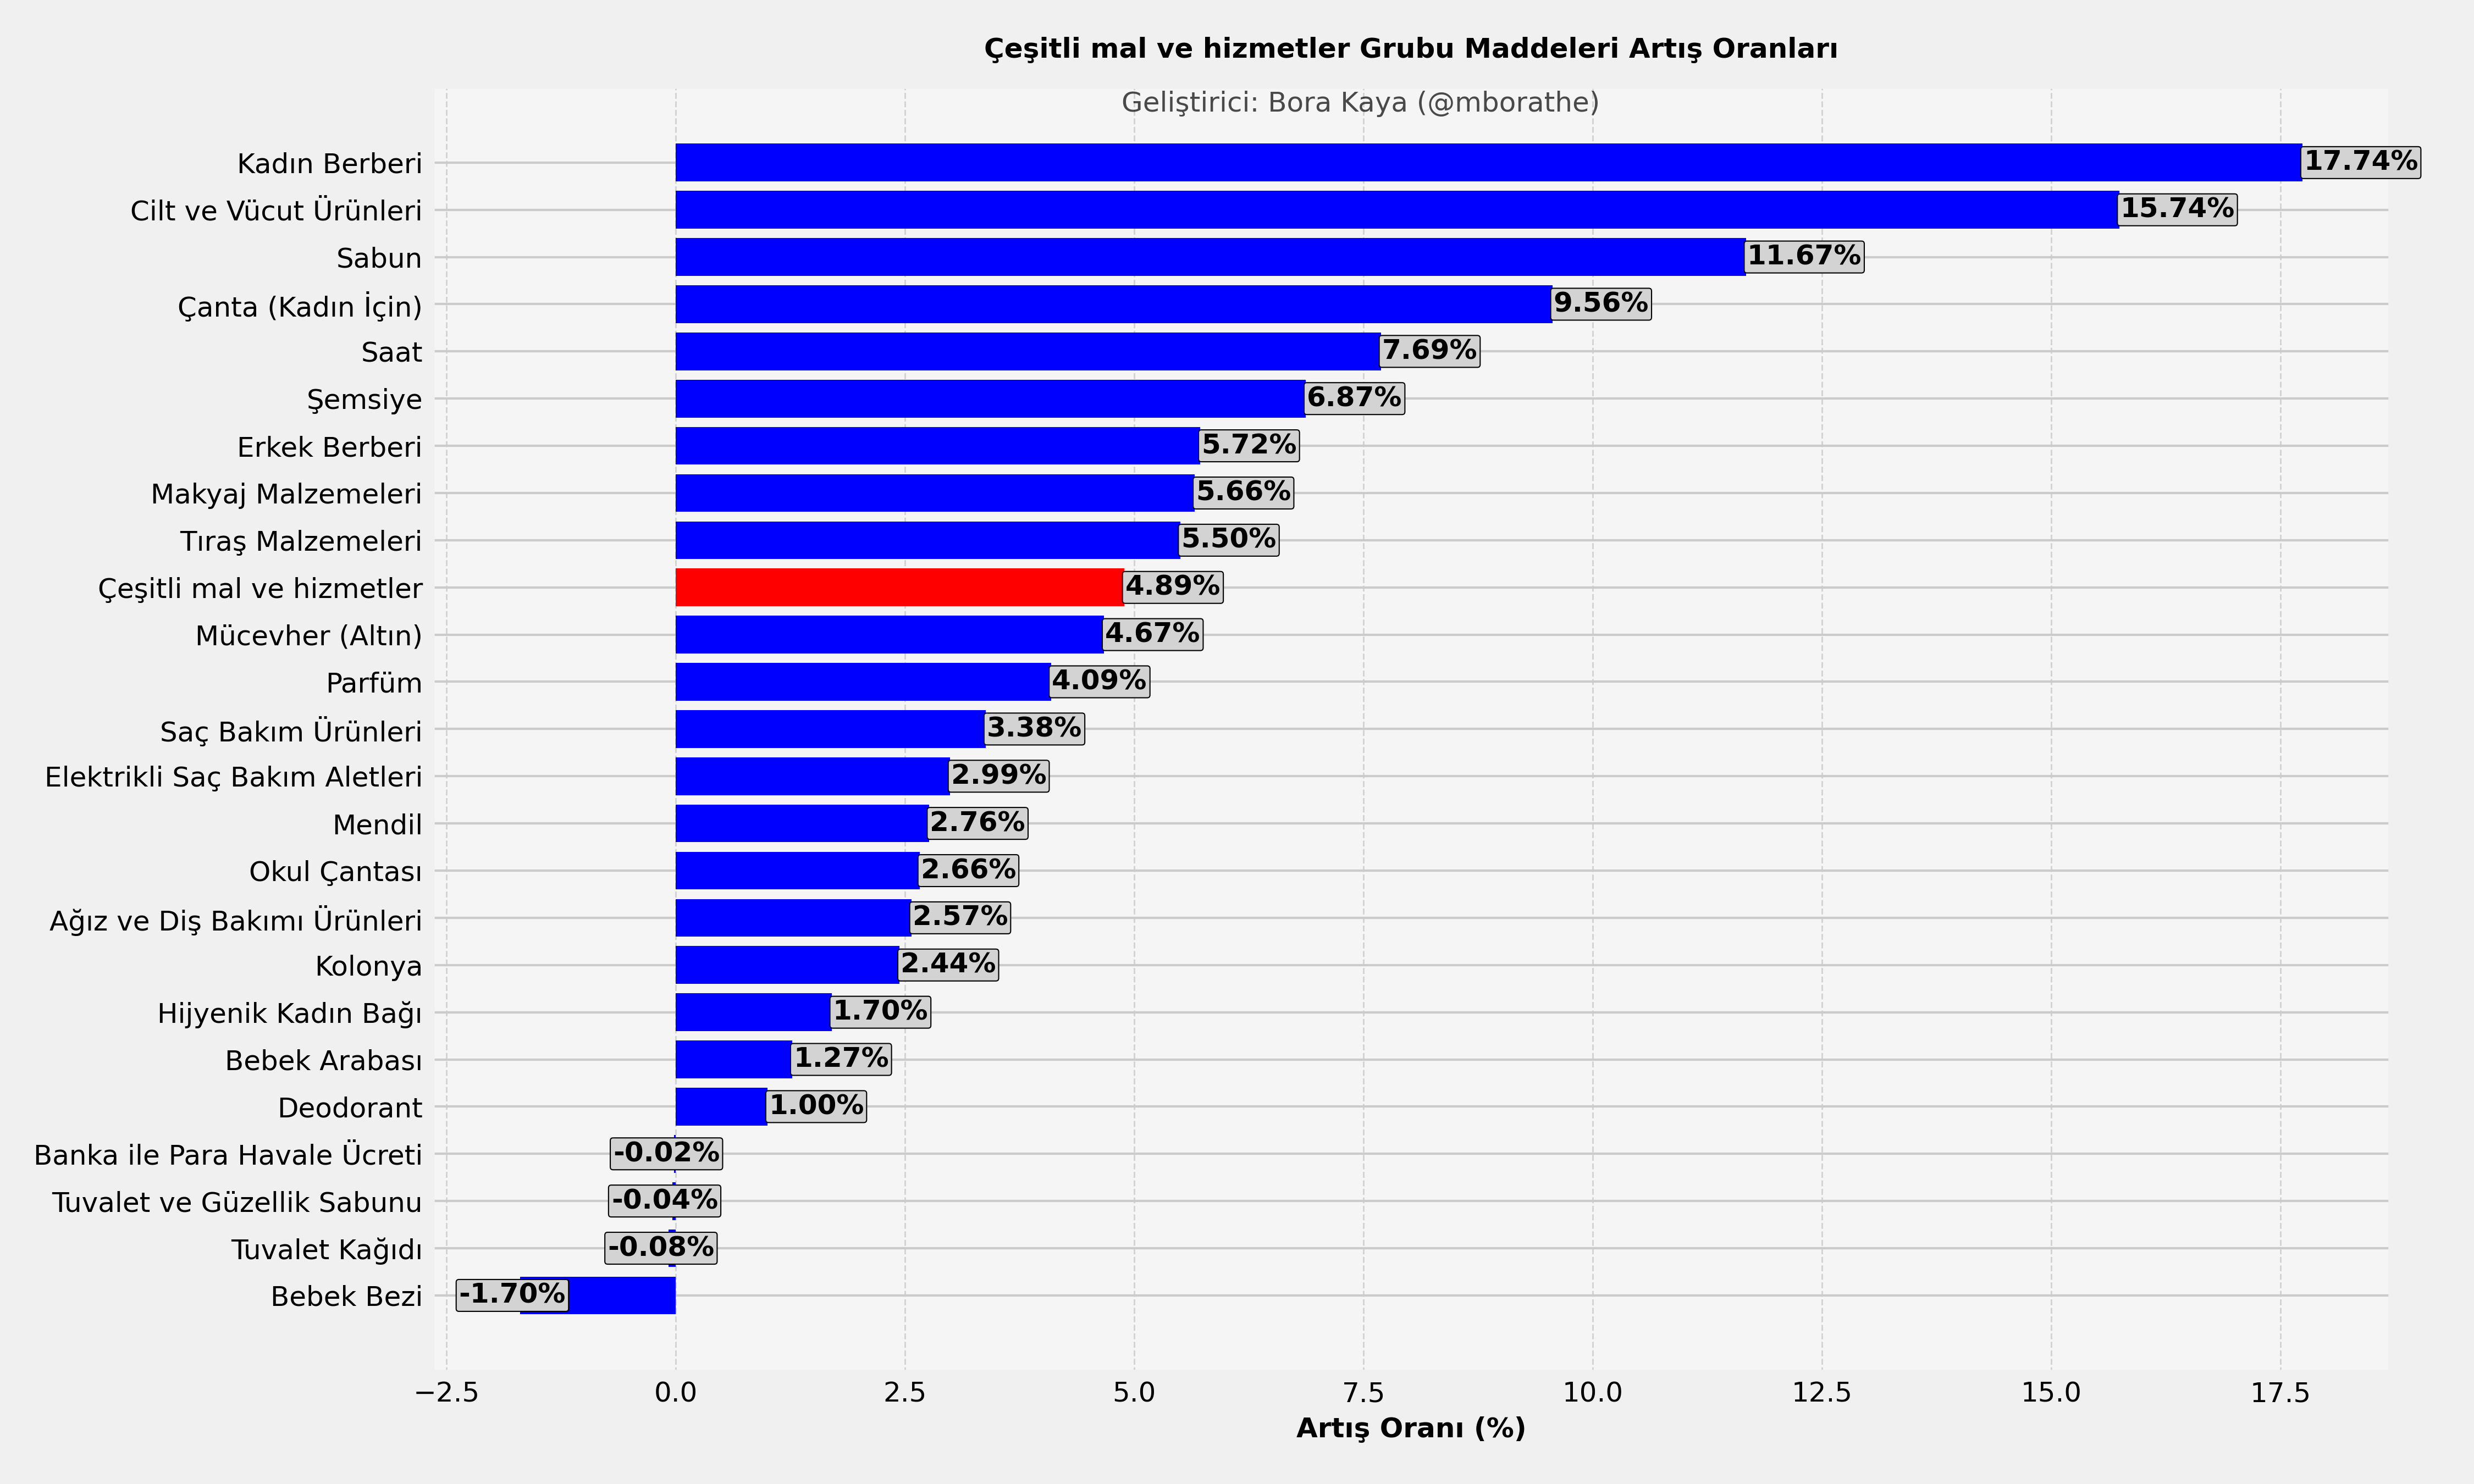 Çeşitli mal ve hizmetler Grubu Maddeleri Artış Oranları
Geliştirici: Bora Kaya (@mborathe)
Kadın Berberi 17.74%
Cilt ve Vücut Ürünleri 15.74%
Sabun 11.67%
Çanta (Kadın İçin) 9.56%
Saat 7.69%
Şemsiye 6.87%
Erkek Berberi 5.72%
Makyaj Malzemeleri 5.66%
Tıraş Malzemeleri 5.50%
Çeşitli mal ve hizmetler 4.89%
Mücevher (Altın) 4.67%
Parfüm 4.09%
Saç Bakım Ürünleri 3.38%
Elektrikli Saç Bakım Aletleri 2.99%
Mendil 2.76%
Okul Çantası 2.66%
Ağız ve Diş Bakımı Ürünleri 2.57%
Kolonya 2.44%
Hijyenik Kadın Bağı 1.70%
Bebek Arabası 1.27%
Deodorant 1.00%
Banka ile Para Havale Ücreti -0.02%
Tuvalet ve Güzellik Sabunu -0.04%
Tuvalet Kağıdı -0.08%
Bebek Bezi -1.70%
−2.5 0.0 2.5 5.0 7.5 10.0 12.5 15.0 17.5
Artış Oranı (%)